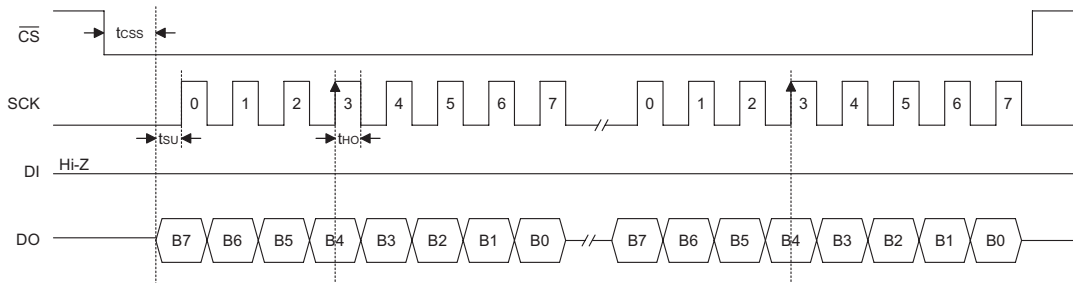 CS
tCSS
SCK
0 1 2 3 4 5 6 7 0 1 2 3 4 5 6 7
tSU
tHO
DI
Hi-Z
DO
B7 B6 B5 B4 B3 B2 B1 B0 B7 B6 B5 B4 B3 B2 B1 B0